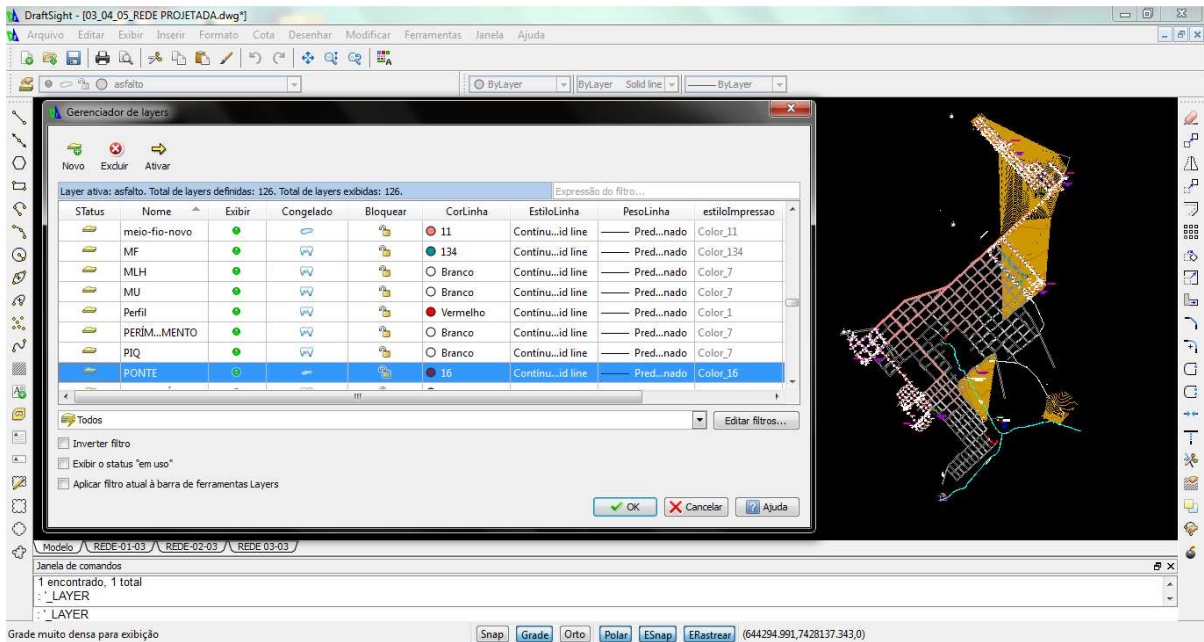 DraftSight - [03_04_05_REDE PROJETADA.dwg*]
Arquivo Editar Exibir Inserir Formato Cota Desenhar Modificar Ferramentas Janela Ajuda
asfalto ByLayer ByLayer Solid line ByLayer
Gerenciador de layers
Novo Excluir Ativar
Layer ativa: asfalto. Total de layers definidas: 126. Total de layers exibidas: 126. Expressão do filtro...
STatus Nome Exibir Congelado Bloquear CorLinha EstiloLinha PesoLinha estiloImpressao
meio-fio-novo 11 Contínu...id line Pred...nado Color_11
MF 134 Contínu...id line Pred...nado Color_134
MLH Branco Contínu...id line Pred...nado Color_7
MU Branco Contínu...id line Pred...nado Color_7
Perfil Vermelho Contínu...id line Pred...nado Color_1
PERÍM...MENTO Branco Contínu...id line Pred...nado Color_7
PIQ Branco Contínu...id line Pred...nado Color_7
PONTE 16 Contínu...id line Pred...nado Color_16
Todos Editar filtros...
Inverter filtro
Exibir o status "em uso"
Aplicar filtro atual à barra de ferramentas Layers
OK Cancelar Ajuda
Modelo REDE-01-03 REDE-02-03 REDE 03-03
Janela de comandos
1 encontrado, 1 total
: '_LAYER
: '_LAYER
Grade muito densa para exibição Snap Grade Orto Polar ESnap ERastrear (644294.991,7428137.343,0)